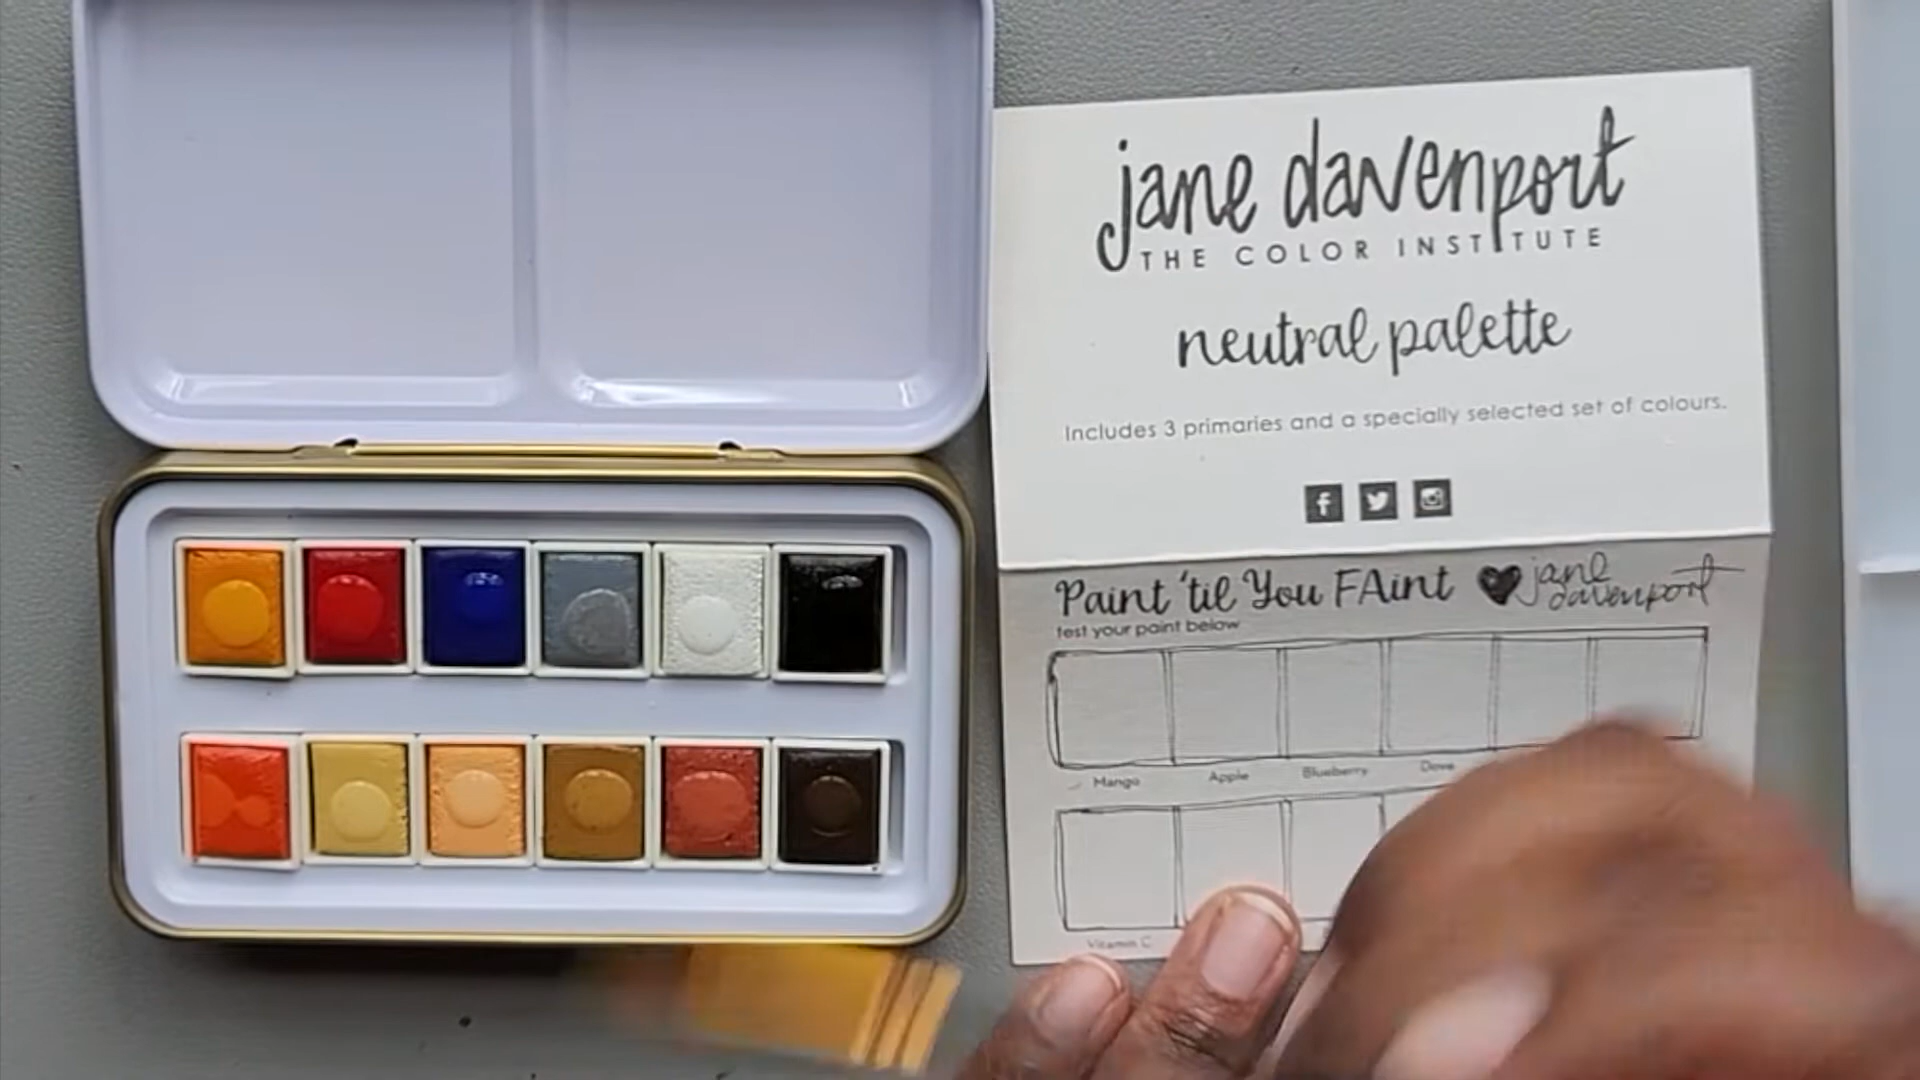 jane davenport
THE COLOR INSTITUTE
neutral palette
Includes 3 primaries and a specially selected set of colours.
Paint 'til You FAint jane davenport
test your paint below
Mango Apple Blueberry Dove
Vitamin C